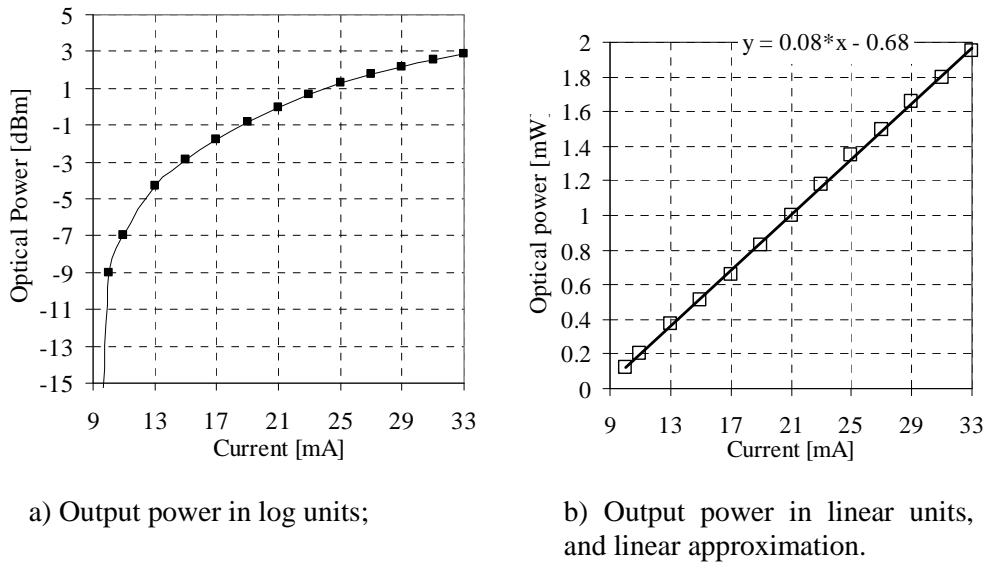 5
3
1
-1
-3
-5
-7
-9
-11
-13
-15
Optical Power [dBm]
9 13 17 21 25 29 33
Current [mA]
a) Output power in log units;
y = 0.08*x - 0.68
2
1.8
1.6
1.4
1.2
1
0.8
0.6
0.4
0.2
0
Optical power [mW]
9 13 17 21 25 29 33
Current [mA]
b) Output power in linear units,
and linear approximation.